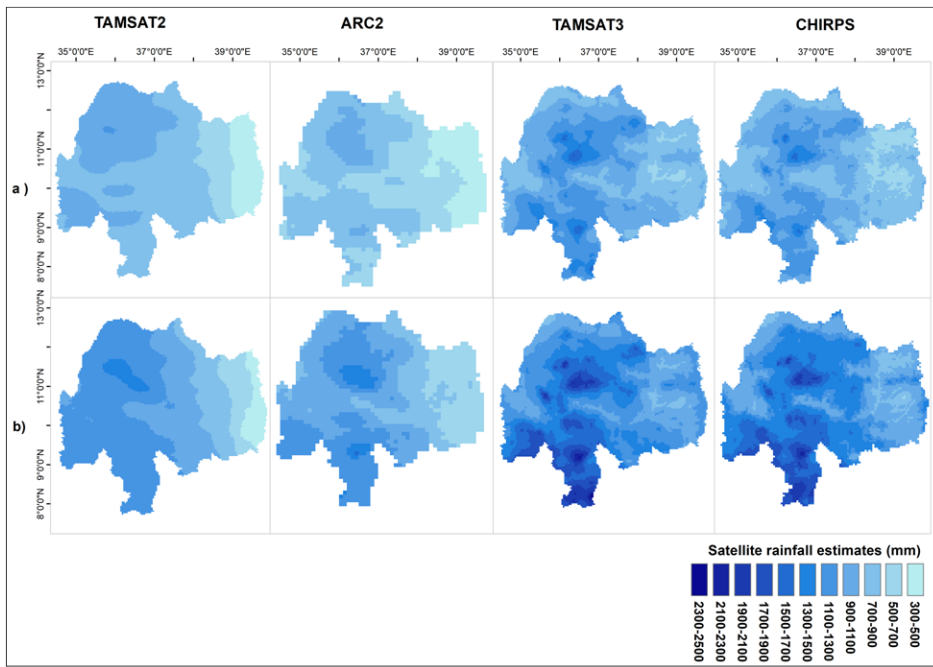 TAMSAT2 ARC2 TAMSAT3 CHIRPS
35°0'0"E 37°0'0"E 39°0'0"E 35°0'0"E 37°0'0"E 39°0'0"E 35°0'0"E 37°0'0"E 39°0'0"E 35°0'0"E 37°0'0"E 39°0'0"E
13°0'0"N
11°0'0"N
a )
9°0'0"N
8°0'0"N
13°0'0"N
11°0'0"N
b)
9°0'0"N
8°0'0"N
Satellite rainfall estimates (mm)
2300-2500
2100-2300
1900-2100
1700-1900
1500-1700
1300-1500
1100-1300
900-1100
700-900
500-700
300-500